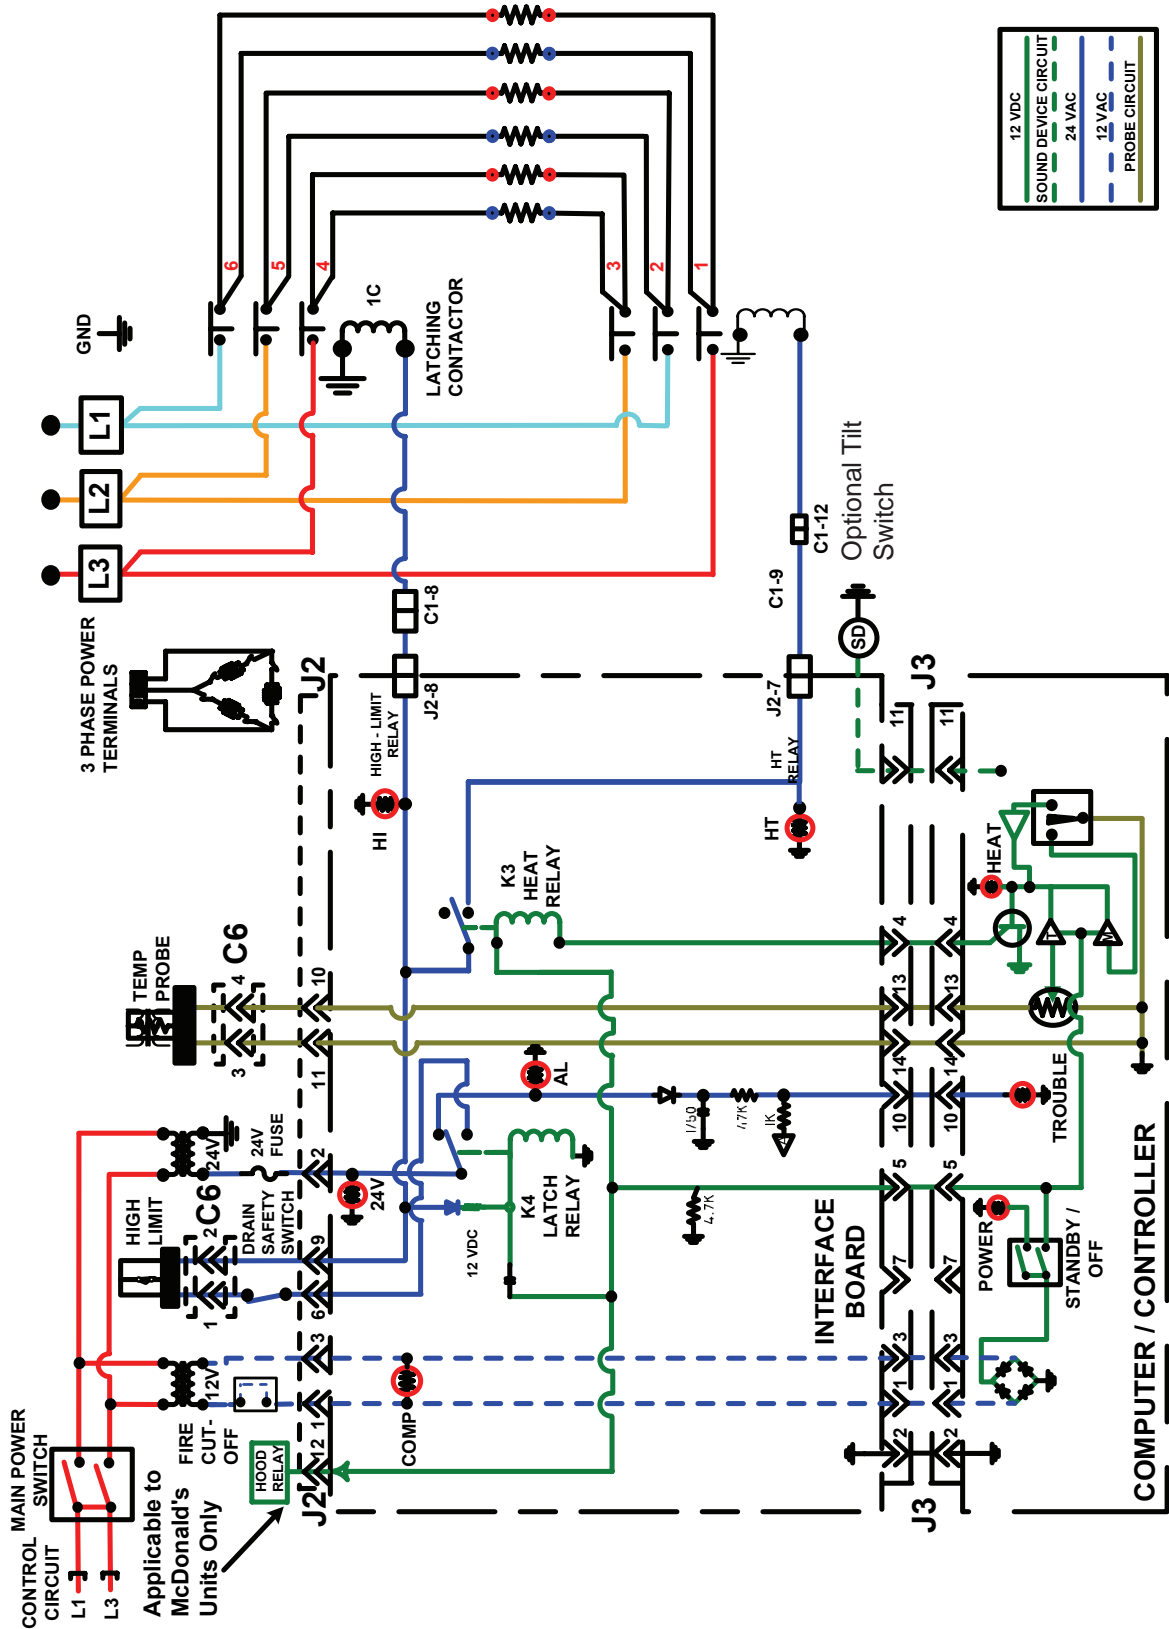 MAIN POWER
SWITCH
CONTROL
CIRCUIT
L1
L3
Applicable to
McDonald's
Units Only
HOOD
RELAY
FIRE
CUT-
OFF
12V
HIGH
LIMIT
C6
1
2
DRAIN
SAFETY
SWITCH
24V
24V
FUSE
TEMP
PROBE
C6
3
4
3 PHASE POWER
TERMINALS
L3
L2
L1
GND
J2
12
1
3
6
9
2
11
10
J2
COMP
12 VDC
24V
K4
LATCH
RELAY
AL
1/50
47K
1K
4.7K
HI
HIGH - LIMIT
RELAY
J2-8
C1-8
K3
HEAT
RELAY
HT
HT
RELAY
J2-7
C1-9
C1-12
LATCHING
CONTACTOR
1C
6
5
4
3
2
1
Optional Tilt
Switch
SD
INTERFACE
BOARD
J3
2
1
3
7
5
10
14
13
4
11
2
1
3
7
5
10
14
13
4
11
J3
POWER
STANDBY /
OFF
TROUBLE
T
M
HEAT
COMPUTER / CONTROLLER
12 VDC
SOUND DEVICE CIRCUIT
24 VAC
12 VAC
PROBE CIRCUIT